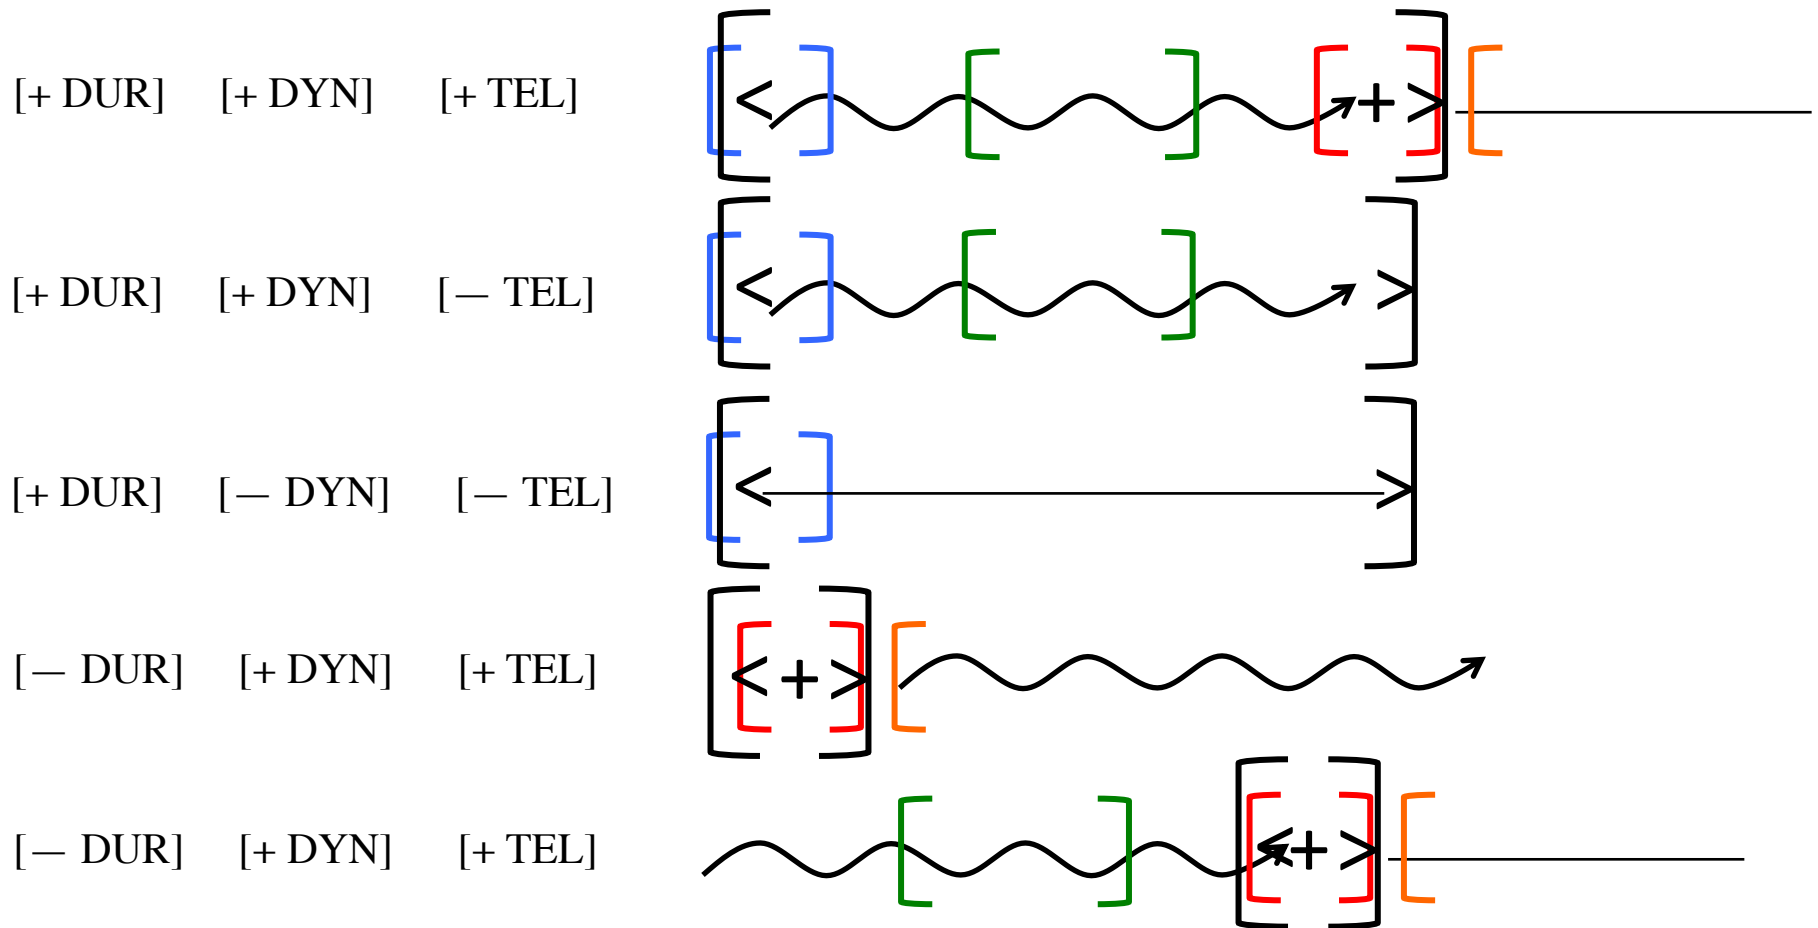 [+ DUR] [+ DYN] [+ TEL] < + >
[+ DUR] [+ DYN] [— TEL] < >
[+ DUR] [— DYN] [— TEL] < >
[— DUR] [+ DYN] [+ TEL] < + >
[— DUR] [+ DYN] [+ TEL] < + >